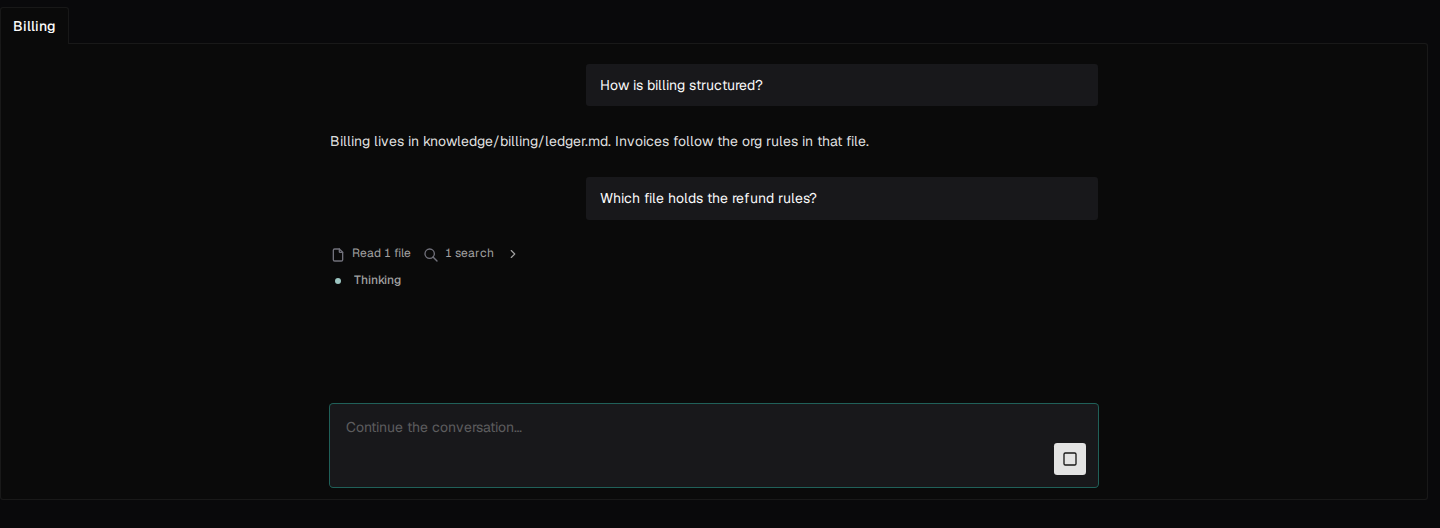 Billing
How is billing structured?
Billing lives in knowledge/billing/ledger.md. Invoices follow the org rules in that file.
Which file holds the refund rules?
Read 1 file 1 search
Thinking
Continue the conversation…